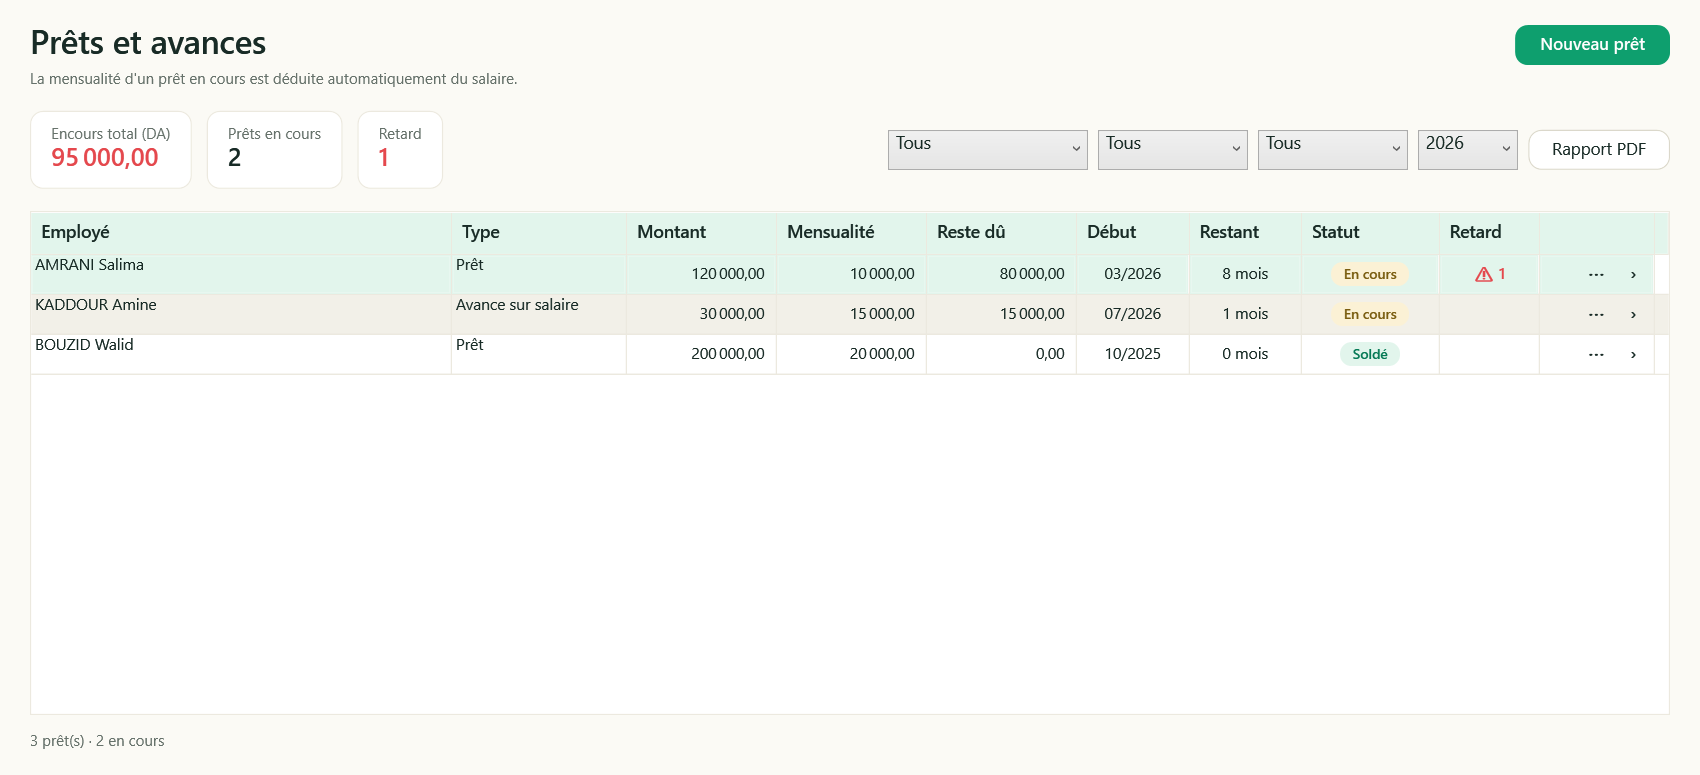 Prêts et avances
Nouveau prêt
La mensualité d'un prêt en cours est déduite automatiquement du salaire.
Encours total (DA)
95 000,00
Prêts en cours
2
Retard
1
Tous
Tous
Tous
2026
Rapport PDF
Employé Type Montant Mensualité Reste dû Début Restant Statut Retard
AMRANI Salima Prêt 120 000,00 10 000,00 80 000,00 03/2026 8 mois En cours 1 ··· ›
KADDOUR Amine Avance sur salaire 30 000,00 15 000,00 15 000,00 07/2026 1 mois En cours ··· ›
BOUZID Walid Prêt 200 000,00 20 000,00 0,00 10/2025 0 mois Soldé ··· ›
3 prêt(s) · 2 en cours